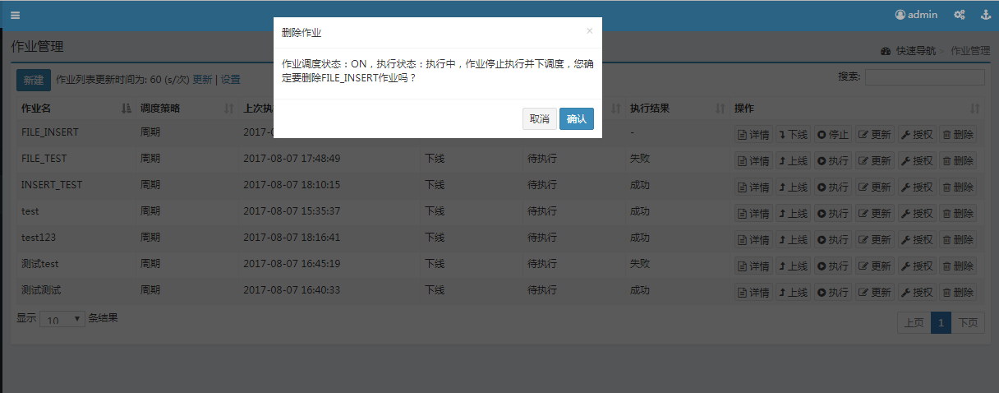 admin
作业管理
快速导航 > 作业管理
删除作业
×
作业调度状态：ON，执行状态：执行中，作业停止执行并下调度，您确
定要删除FILE_INSERT作业吗？
取消 确认
新建 作业列表更新时间为: 60 (s/次) 更新 | 设置
搜索:
作业名 调度策略 上次执 执行结果 操作
FILE_INSERT 周期 2017-0 - 详情 下线 停止 更新 授权 删除
FILE_TEST 周期 2017-08-07 17:48:49 下线 待执行 失败 详情 上线 执行 更新 授权 删除
INSERT_TEST 周期 2017-08-07 18:10:15 下线 待执行 成功 详情 上线 执行 更新 授权 删除
test 周期 2017-08-07 15:35:37 下线 待执行 成功 详情 上线 执行 更新 授权 删除
test123 周期 2017-08-07 18:16:41 下线 待执行 成功 详情 上线 执行 更新 授权 删除
测试test 周期 2017-08-07 16:45:19 下线 待执行 失败 详情 上线 执行 更新 授权 删除
测试测试 周期 2017-08-07 16:40:33 下线 待执行 成功 详情 上线 执行 更新 授权 删除
显示 10 条结果
上页 1 下页